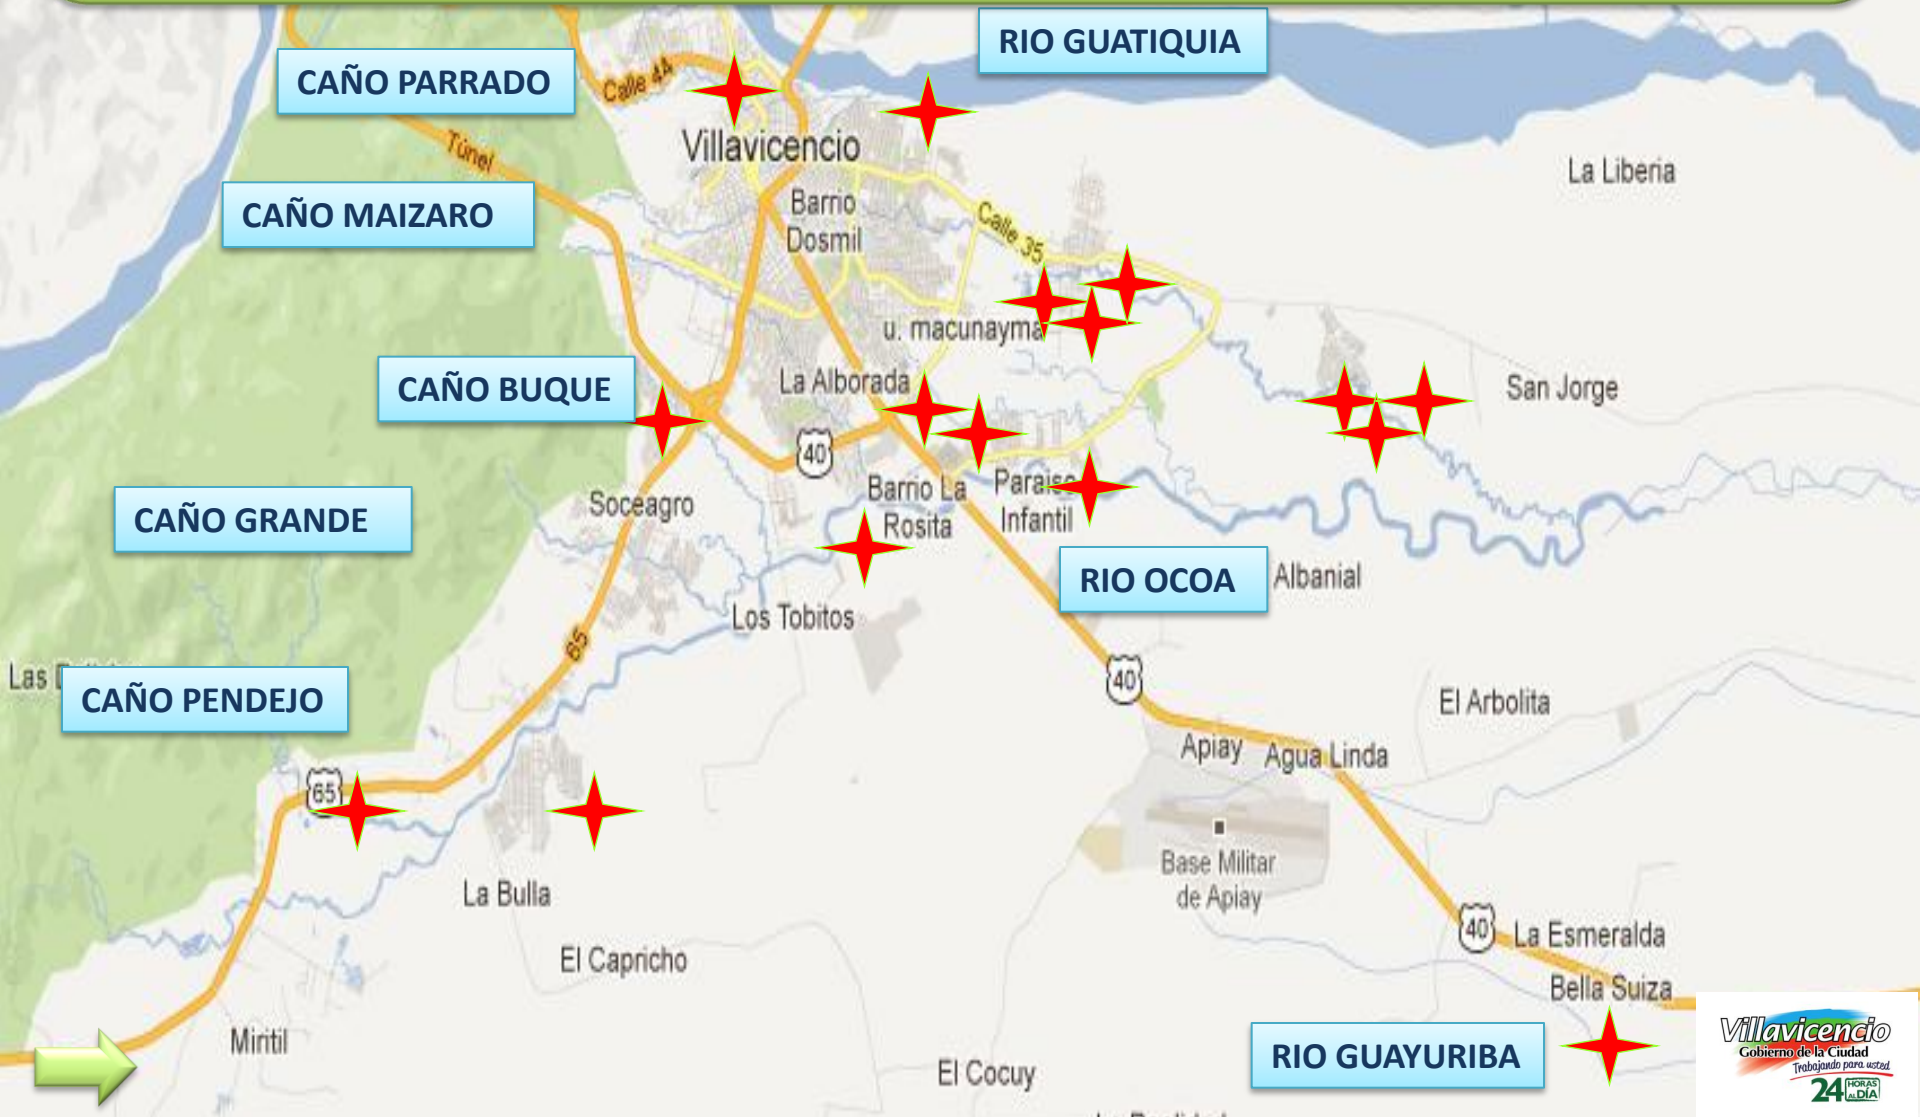 RIO GUATIQUIA
CAÑO PARRADO
Calle 44
Villavicencio
Túnel
La Liberia
CAÑO MAIZARO
Barrio
Dosmil
Calle 35
u. macunayma
CAÑO BUQUE
La Alborada
San Jorge
40
Soceagro
Barrio La
Rosita
Paraiso
Infantil
CAÑO GRANDE
RIO OCOA
Albanial
Los Tobitos
65
Las
CAÑO PENDEJO
40
El Arbolita
Apiay
Agua Linda
65
Base Militar
de Apiay
La Bulla
40
La Esmeralda
El Capricho
Bella Suiza
Miritil
RIO GUAYURIBA
El Cocuy
Villavicencio
Gobierno de la Ciudad
Trabajando para usted
24 HORAS
AL DÍA